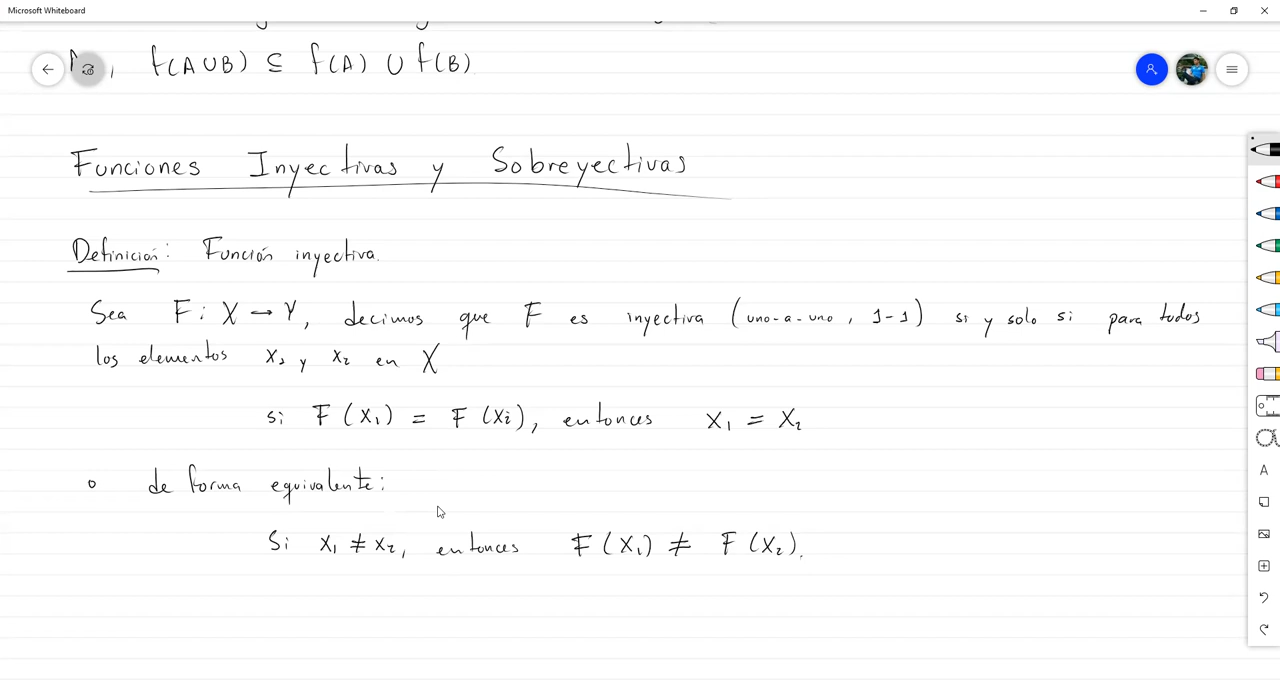 Microsoft Whiteboard
f(A∪B) ⊆ f(A) ∪ f(B)
Funciones Inyectivas y Sobreyectivas
Definición: Función inyectiva.
Sea F: X → Y, decimos que F es inyectiva (uno-a-uno, 1-1) si y solo si para todos
los elementos x₁ y x₂ en X
si F(x₁) = F(x₂), entonces x₁ = x₂
o de forma equivalente:
Si x₁ ≠ x₂, entonces F(x₁) ≠ F(x₂).